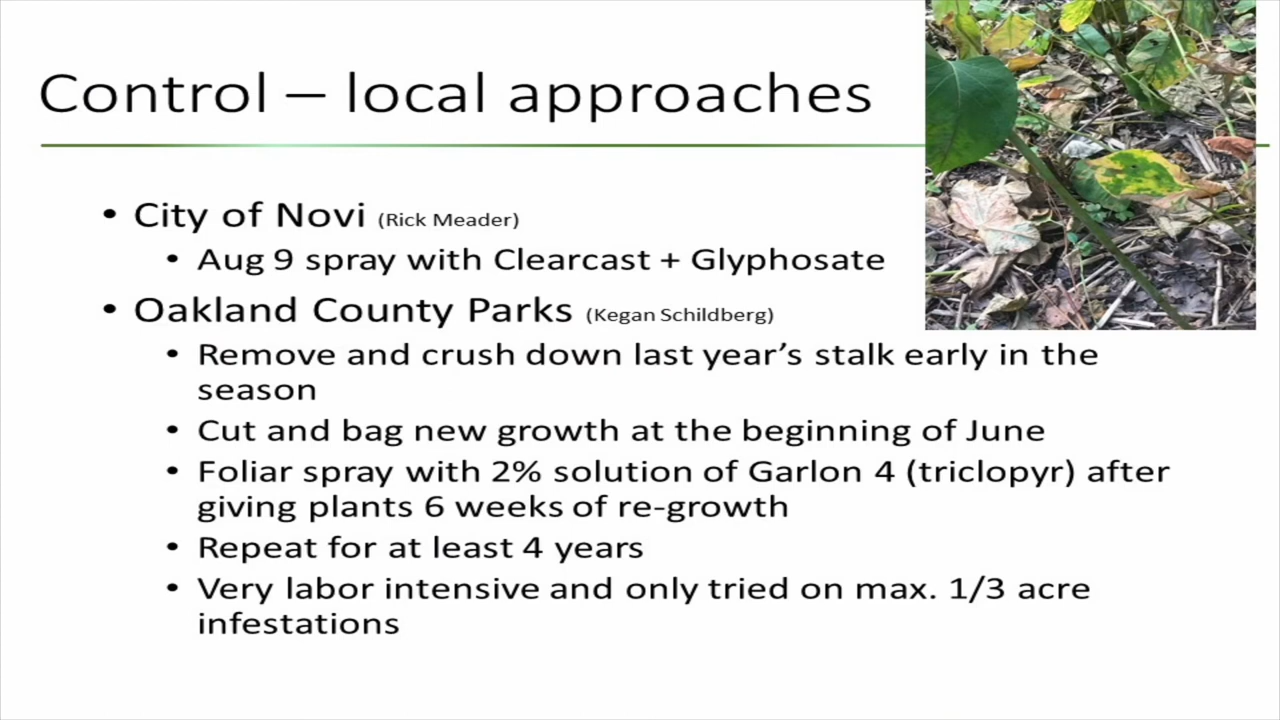 Control – local approaches
• City of Novi (Rick Meader)
• Aug 9 spray with Clearcast + Glyphosate
• Oakland County Parks (Kegan Schildberg)
• Remove and crush down last year’s stalk early in the
season
• Cut and bag new growth at the beginning of June
• Foliar spray with 2% solution of Garlon 4 (triclopyr) after
giving plants 6 weeks of re-growth
• Repeat for at least 4 years
• Very labor intensive and only tried on max. 1/3 acre
infestations